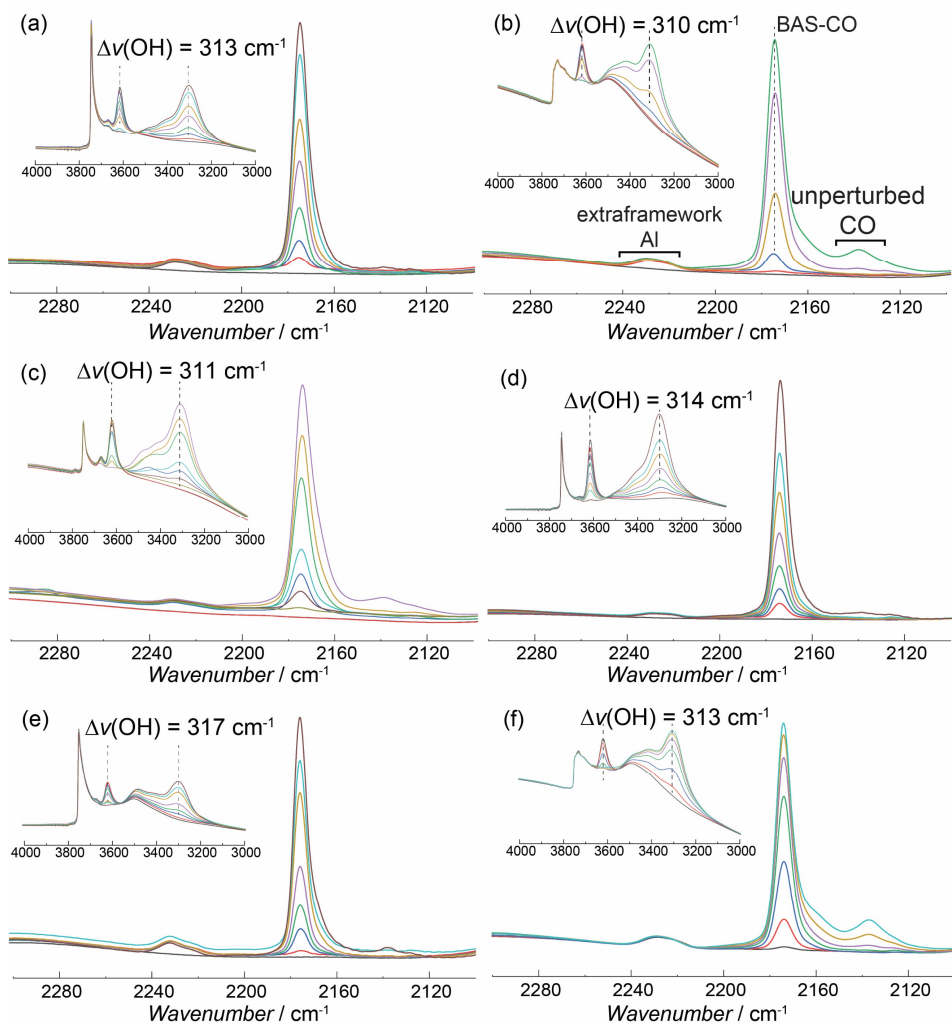 (a)
Δν(OH) = 313 cm⁻¹
4000 3800 3600 3400 3200 3000
2280 2240 2200 2160 2120
Wavenumber / cm⁻¹
(b)
Δν(OH) = 310 cm⁻¹
BAS-CO
4000 3800 3600 3400 3200 3000
extraframework
Al
unperturbed
CO
2280 2240 2200 2160 2120
Wavenumber / cm⁻¹
(c)
Δν(OH) = 311 cm⁻¹
4000 3800 3600 3400 3200 3000
2280 2240 2200 2160 2120
Wavenumber / cm⁻¹
(d)
Δν(OH) = 314 cm⁻¹
4000 3800 3600 3400 3200 3000
2280 2240 2200 2160 2120
Wavenumber / cm⁻¹
(e)
Δν(OH) = 317 cm⁻¹
4000 3800 3600 3400 3200 3000
2280 2240 2200 2160 2120
Wavenumber / cm⁻¹
(f)
Δν(OH) = 313 cm⁻¹
4000 3800 3600 3400 3200 3000
2280 2240 2200 2160 2120
Wavenumber / cm⁻¹